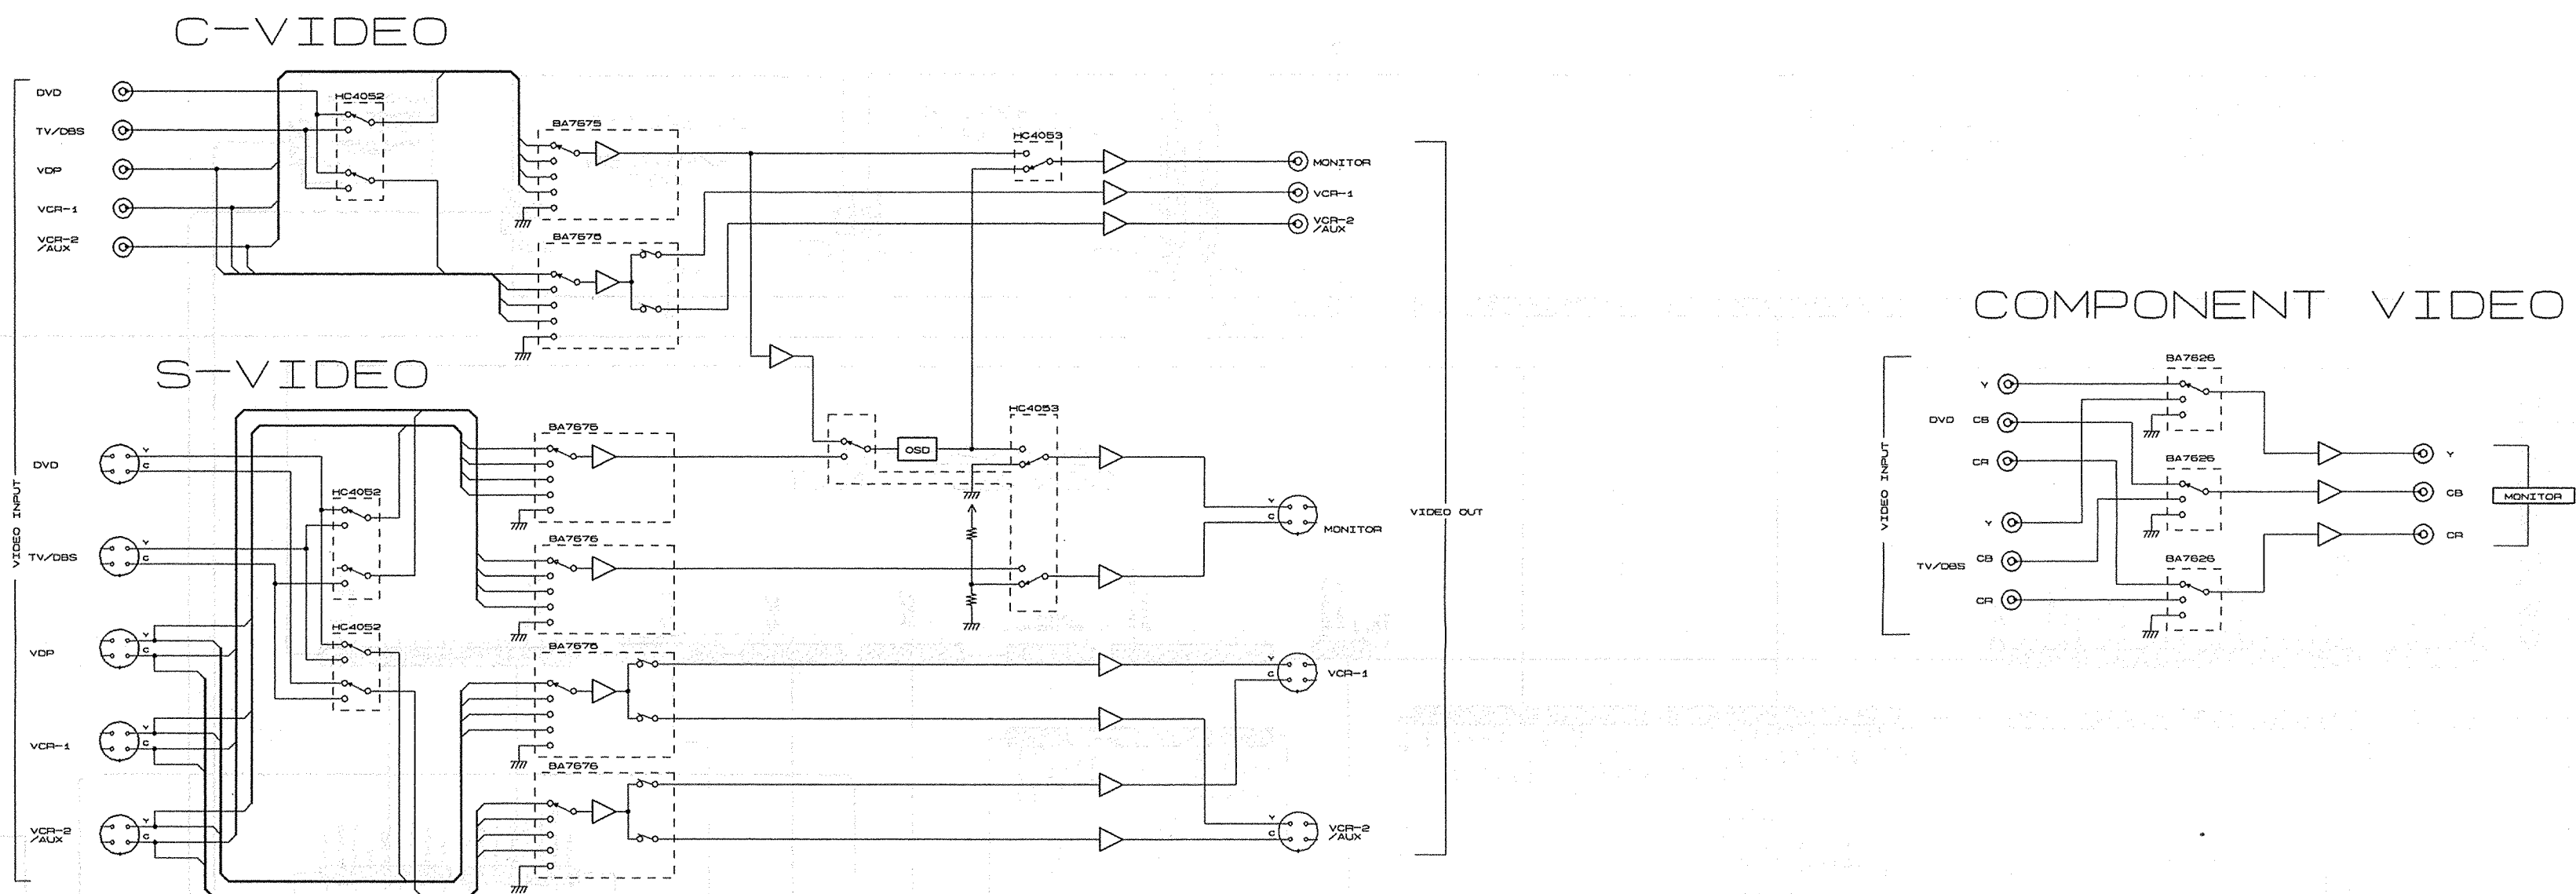 C-VIDEO
VIDEO INPUT
DVD
TV/DBS
VDP
VCR-1
VCR-2
/AUX
HC4052
BA7675
BA7675
HC4053
MONITOR
VCR-1
VCR-2
/AUX
S-VIDEO
DVD
Y
C
TV/DBS
Y
C
VDP
Y
C
VCR-1
Y
C
VCR-2
/AUX
Y
C
HC4052
HC4052
BA7675
BA7676
BA7675
BA7676
OSD
HC4053
Y
C
MONITOR
Y
C
VCR-1
Y
C
VCR-2
/AUX
VIDEO OUT
COMPONENT VIDEO
VIDEO INPUT
DVD
Y
CB
CR
TV/DBS
Y
CB
CR
BA7626
BA7626
BA7626
Y
CB
CR
MONITOR